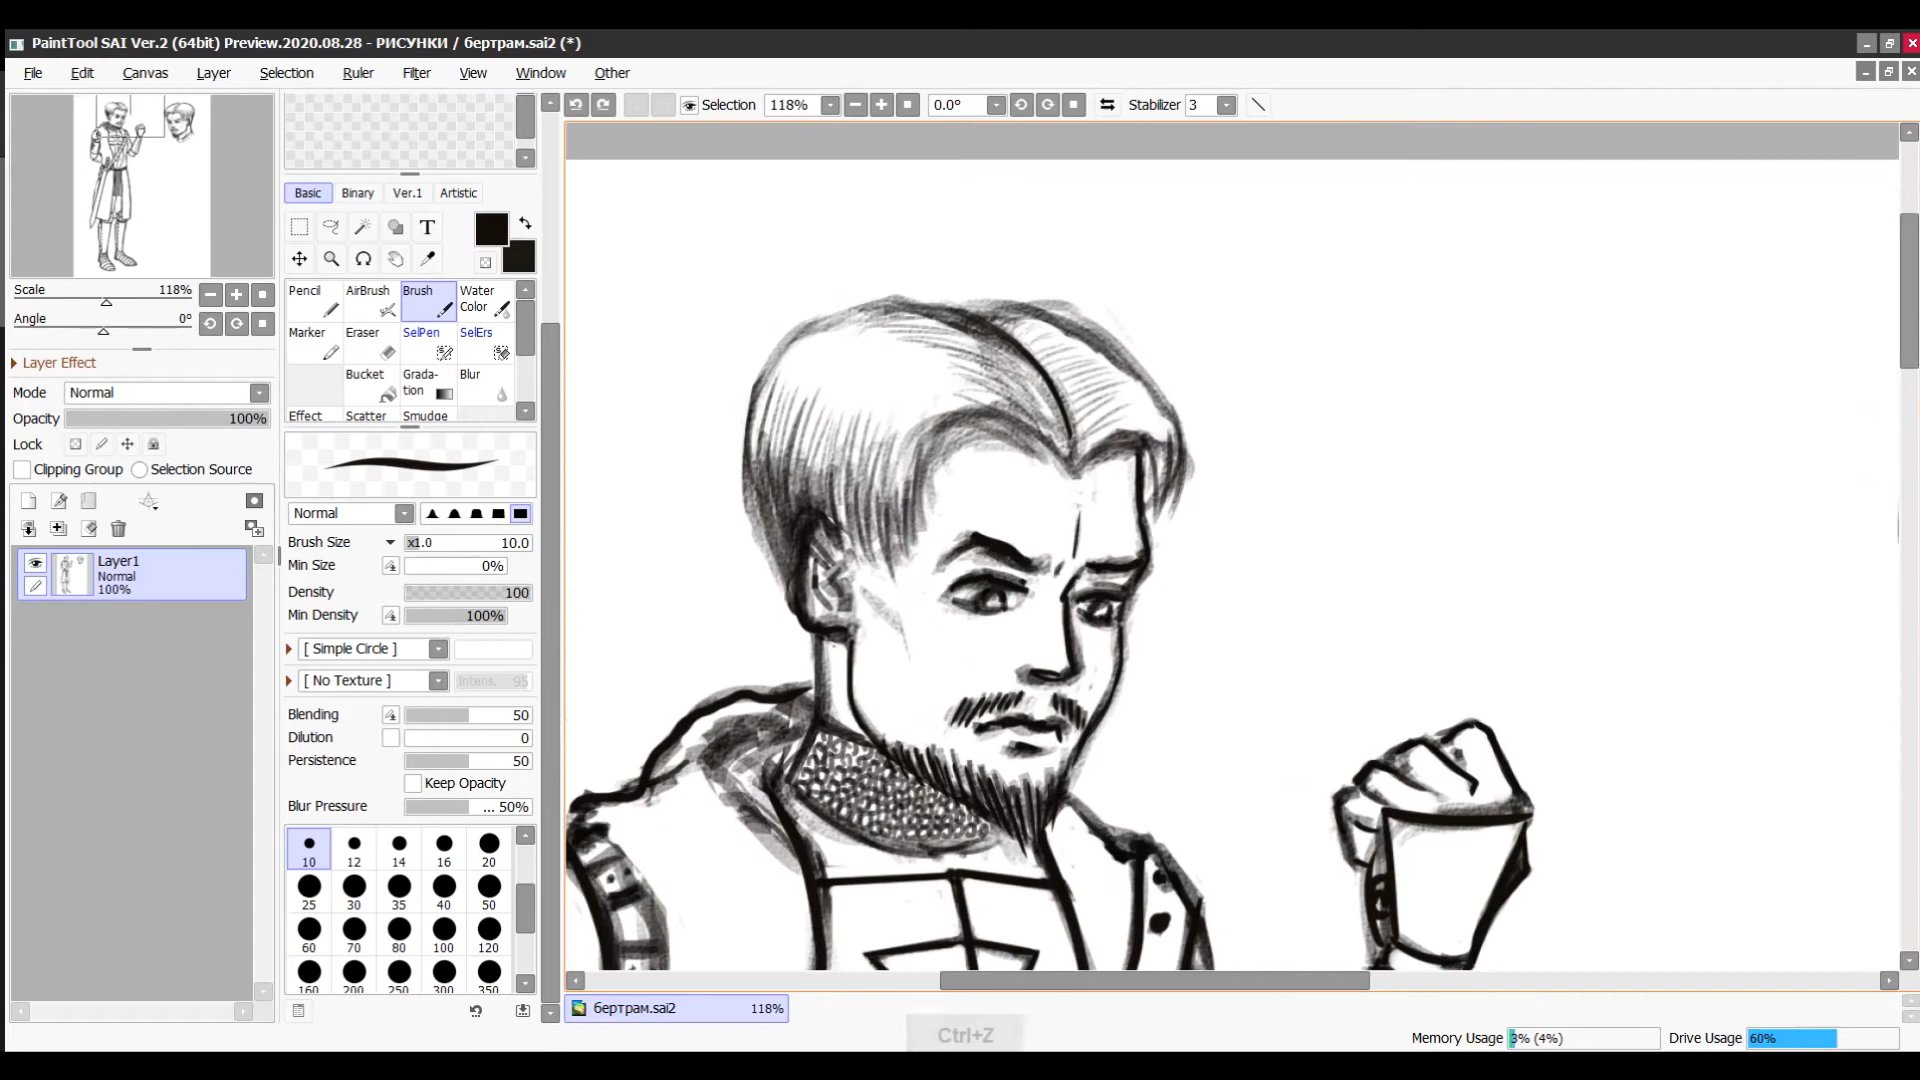 PaintTool SAI Ver.2 (64bit) Preview.2020.08.28 - РИСУНКИ / бертрам.sai2 (*)
File Edit Canvas Layer Selection Ruler Filter View Window Other
Selection 118% 0.0° Stabilizer 3
Basic Binary Ver.1 Artistic
T
Scale 118%
Angle 0°
Layer Effect
Mode Normal
Opacity 100%
Lock
Clipping Group Selection Source
Layer1
Normal
100%
Pencil AirBrush Brush Water Color
Marker Eraser SelPen SelErs
Bucket Grada-tion Blur
Effect Scatter Smudge
Normal
Brush Size x1.0 10.0
Min Size 0%
Density 100
Min Density 100%
[ Simple Circle ]
[ No Texture ] Intens. 95
Blending 50
Dilution 0
Persistence 50
Keep Opacity
Blur Pressure ... 50%
10 12 14 16 20
25 30 35 40 50
60 70 80 100 120
160 200 250 300 350
бертрам.sai2 118%
Ctrl+Z
Memory Usage 3% (4%) Drive Usage 60%